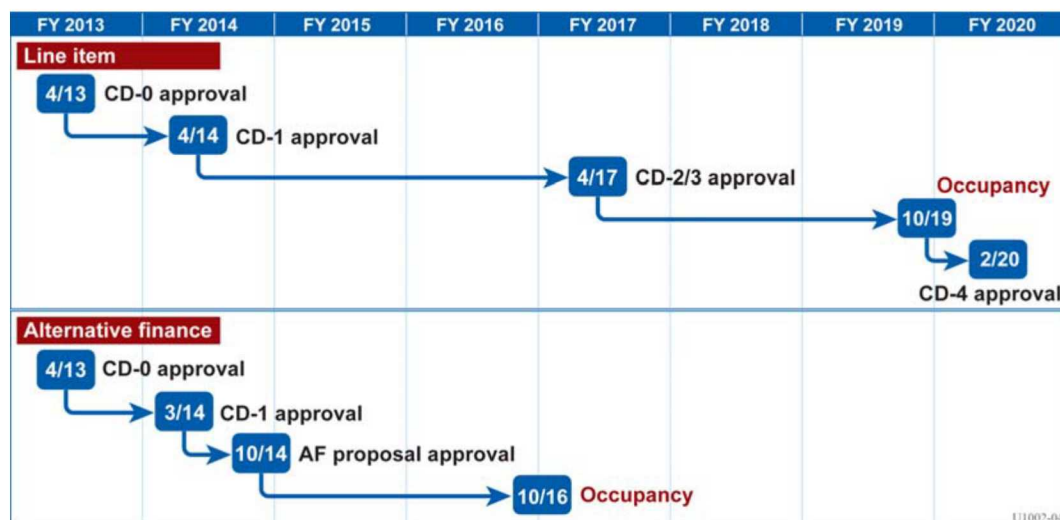 FY 2013 FY 2014 FY 2015 FY 2016 FY 2017 FY 2018 FY 2019 FY 2020
Line item
4/13 CD-0 approval
4/14 CD-1 approval
4/17 CD-2/3 approval
Occupancy
10/19
2/20
CD-4 approval
Alternative finance
4/13 CD-0 approval
3/14 CD-1 approval
10/14 AF proposal approval
10/16 Occupancy